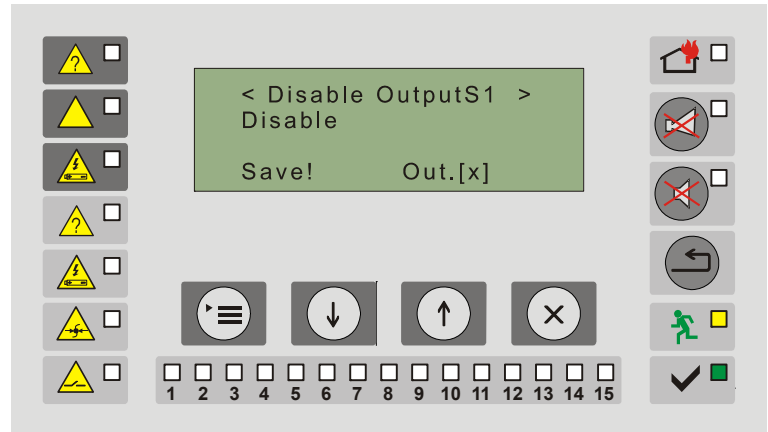 ?
< Disable OutputS1 >
Disable
Save! Out.[x]
?
1 2 3 4 5 6 7 8 9 10 11 12 13 14 15